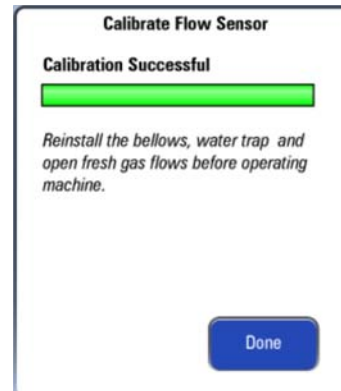 Calibrate Flow Sensor
Calibration Successful
Reinstall the bellows, water trap and
open fresh gas flows before operating
machine.
Done